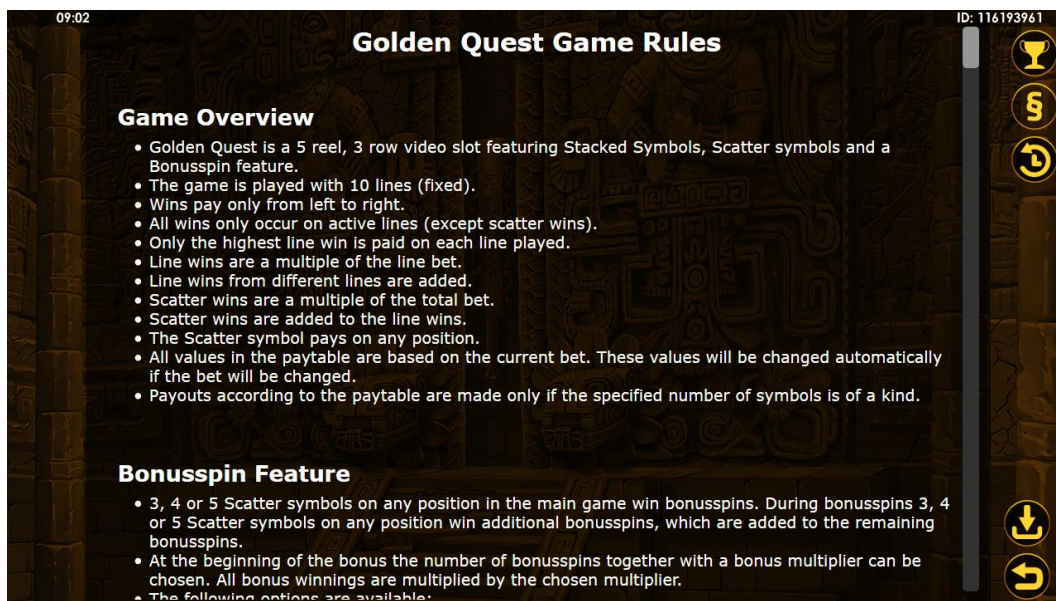 09:02
ID: 116193961
Golden Quest Game Rules
§
Game Overview
• Golden Quest is a 5 reel, 3 row video slot featuring Stacked Symbols, Scatter symbols and a
Bonusspin feature.
• The game is played with 10 lines (fixed).
• Wins pay only from left to right.
• All wins only occur on active lines (except scatter wins).
• Only the highest line win is paid on each line played.
• Line wins are a multiple of the line bet.
• Line wins from different lines are added.
• Scatter wins are a multiple of the total bet.
• Scatter wins are added to the line wins.
• The Scatter symbol pays on any position.
• All values in the paytable are based on the current bet. These values will be changed automatically
if the bet will be changed.
• Payouts according to the paytable are made only if the specified number of symbols is of a kind.
Bonusspin Feature
• 3, 4 or 5 Scatter symbols on any position in the main game win bonusspins. During bonusspins 3, 4
or 5 Scatter symbols on any position win additional bonusspins, which are added to the remaining
bonusspins.
• At the beginning of the bonus the number of bonusspins together with a bonus multiplier can be
chosen. All bonus winnings are multiplied by the chosen multiplier.
• The following options are available: